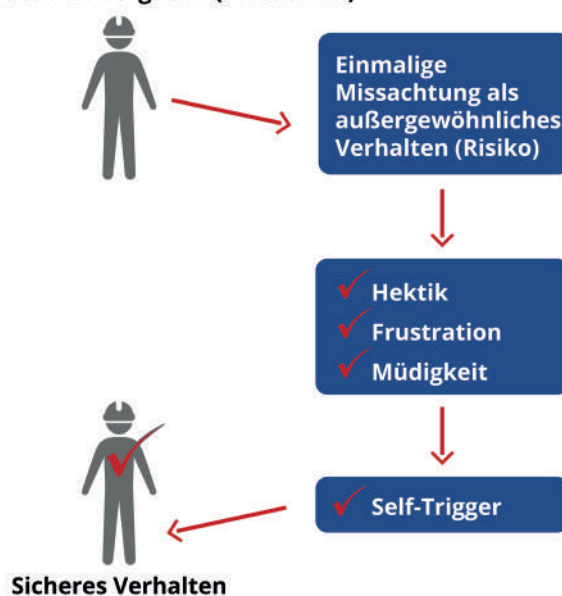 Einmalige
Missachtung als
außergewöhnliches
Verhalten (Risiko)
Hektik
Frustration
Müdigkeit
Self-Trigger
Sicheres Verhalten